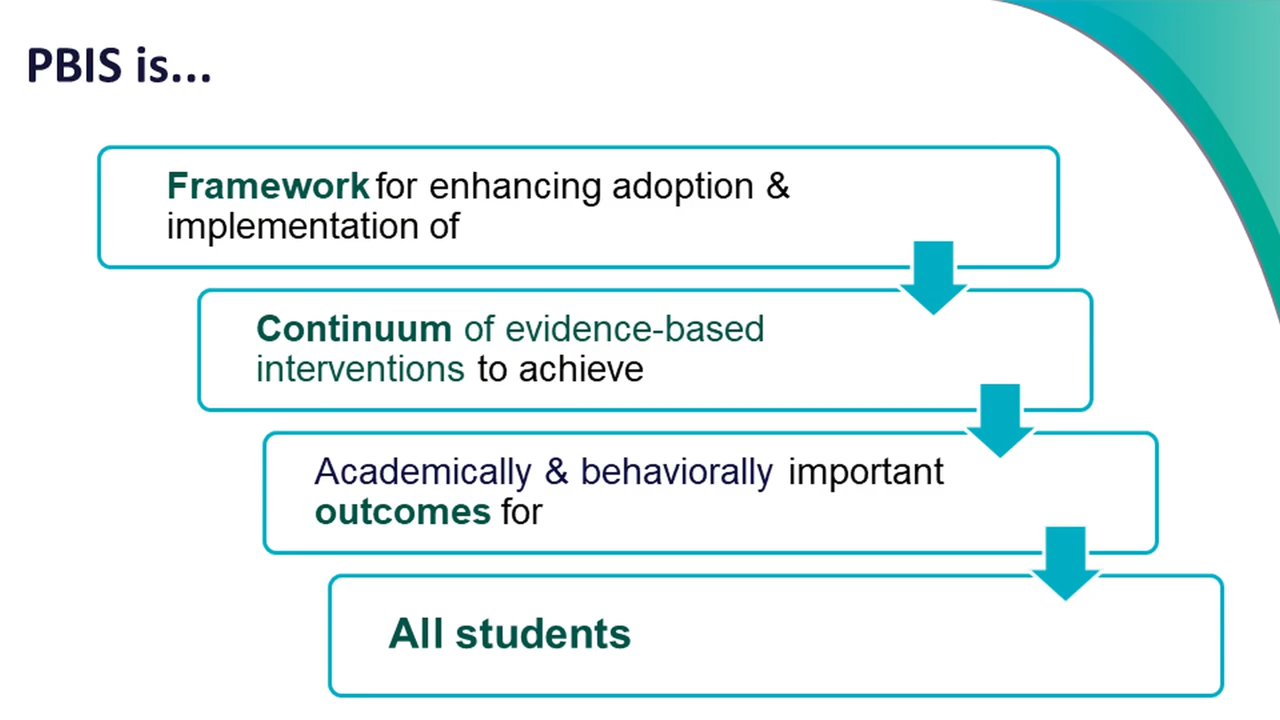 PBIS is...
Framework for enhancing adoption &
implementation of
Continuum of evidence-based
interventions to achieve
Academically & behaviorally important
outcomes for
All students